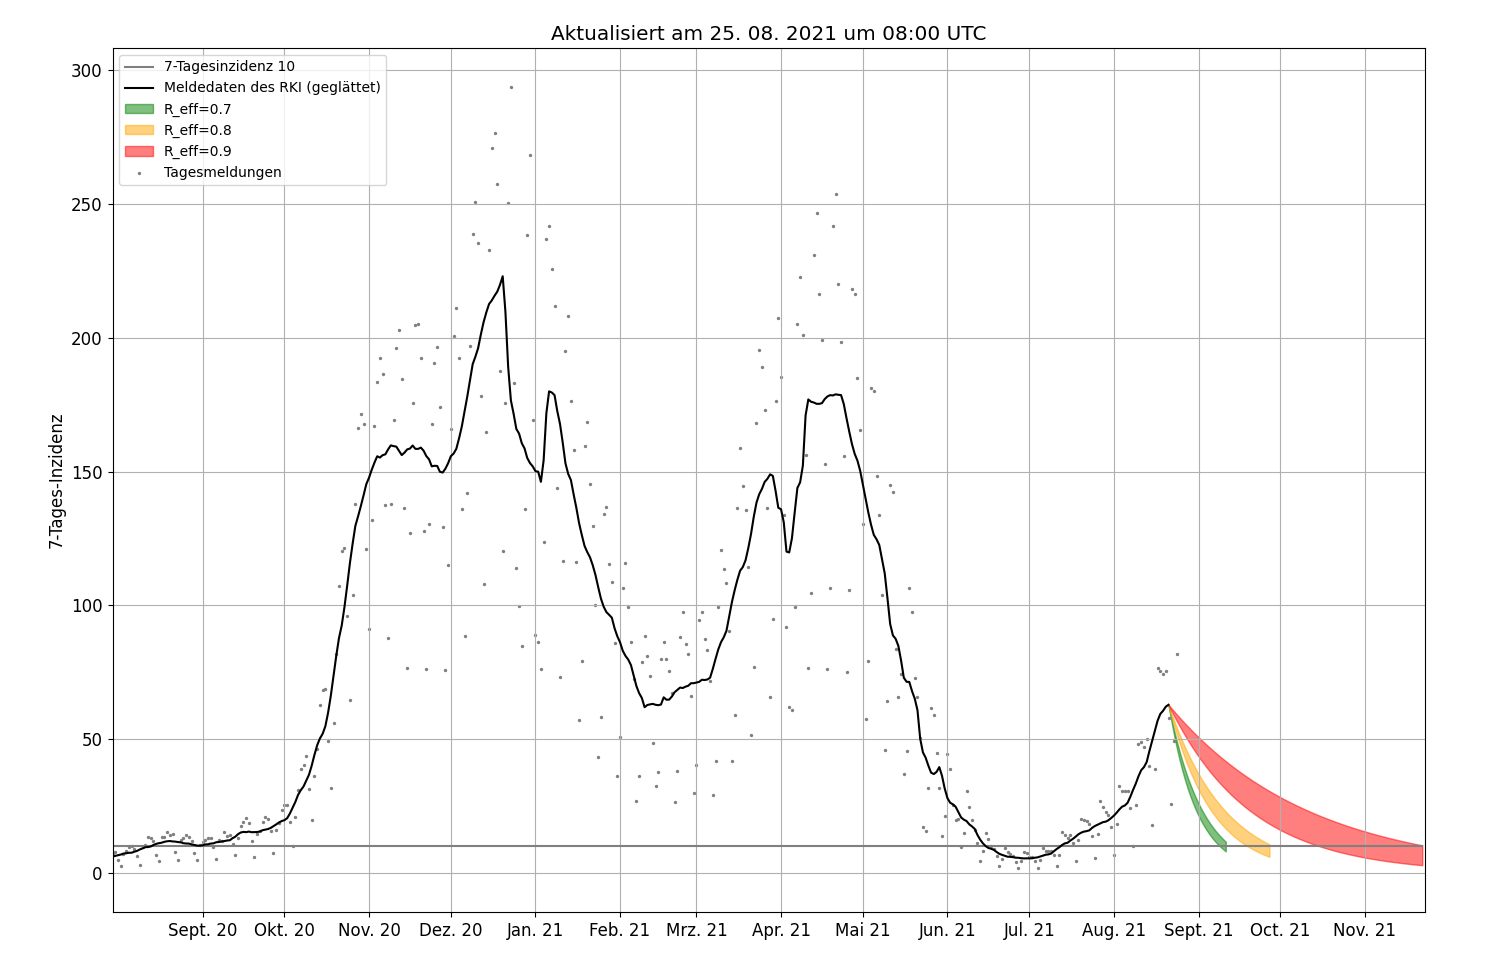 Aktualisiert am 25. 08. 2021 um 08:00 UTC
7-Tagesinzidenz 10
Meldedaten des RKI (geglättet)
R_eff=0.7
R_eff=0.8
R_eff=0.9
Tagesmeldungen
7-Tages-Inzidenz
300
250
200
150
100
50
0
Sept. 20 Okt. 20 Nov. 20 Dez. 20 Jan. 21 Feb. 21 Mrz. 21 Apr. 21 Mai 21 Jun. 21 Jul. 21 Aug. 21 Sept. 21 Oct. 21 Nov. 21